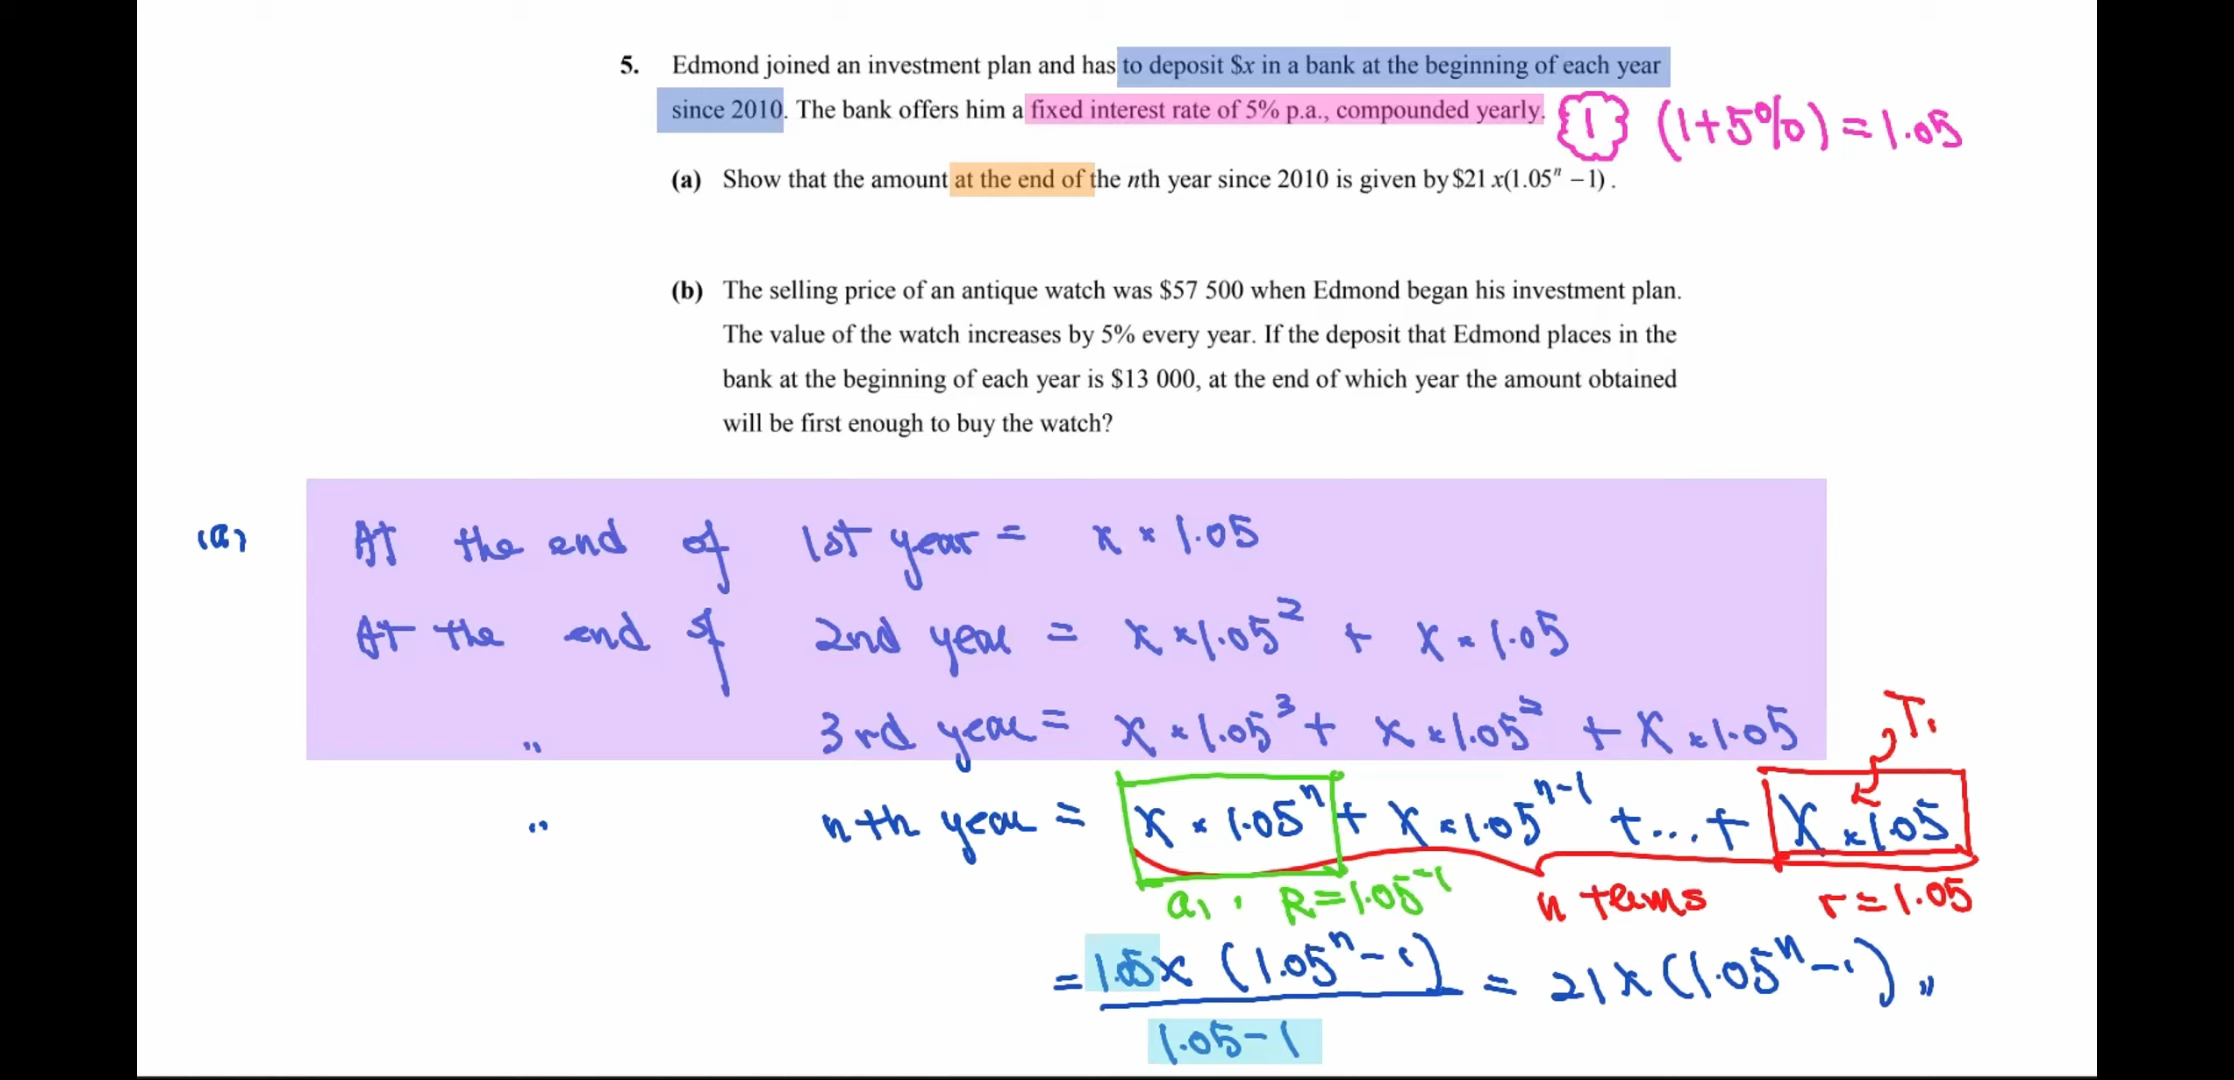 5. Edmond joined an investment plan and has to deposit $x in a bank at the beginning of each year
since 2010. The bank offers him a fixed interest rate of 5% p.a., compounded yearly. {1} (1+5%) = 1.05
(a) Show that the amount at the end of the nth year since 2010 is given by $21 x(1.05ⁿ – 1) .
(b) The selling price of an antique watch was $57 500 when Edmond began his investment plan.
The value of the watch increases by 5% every year. If the deposit that Edmond places in the
bank at the beginning of each year is $13 000, at the end of which year the amount obtained
will be first enough to buy the watch?
(a) At the end of 1st year = x × 1.05
At the end of 2nd year = x × 1.05² + x × 1.05
" 3rd year = x × 1.05³ + x × 1.05² + x × 1.05
T₁
" nth year = x × 1.05ⁿ + x × 1.05ⁿ⁻¹ + ... + x × 1.05
a₁, R = 1.05⁻¹ n terms r = 1.05
= 1.05x (1.05ⁿ - 1) = 21x (1.05ⁿ - 1) "
1.05 - 1